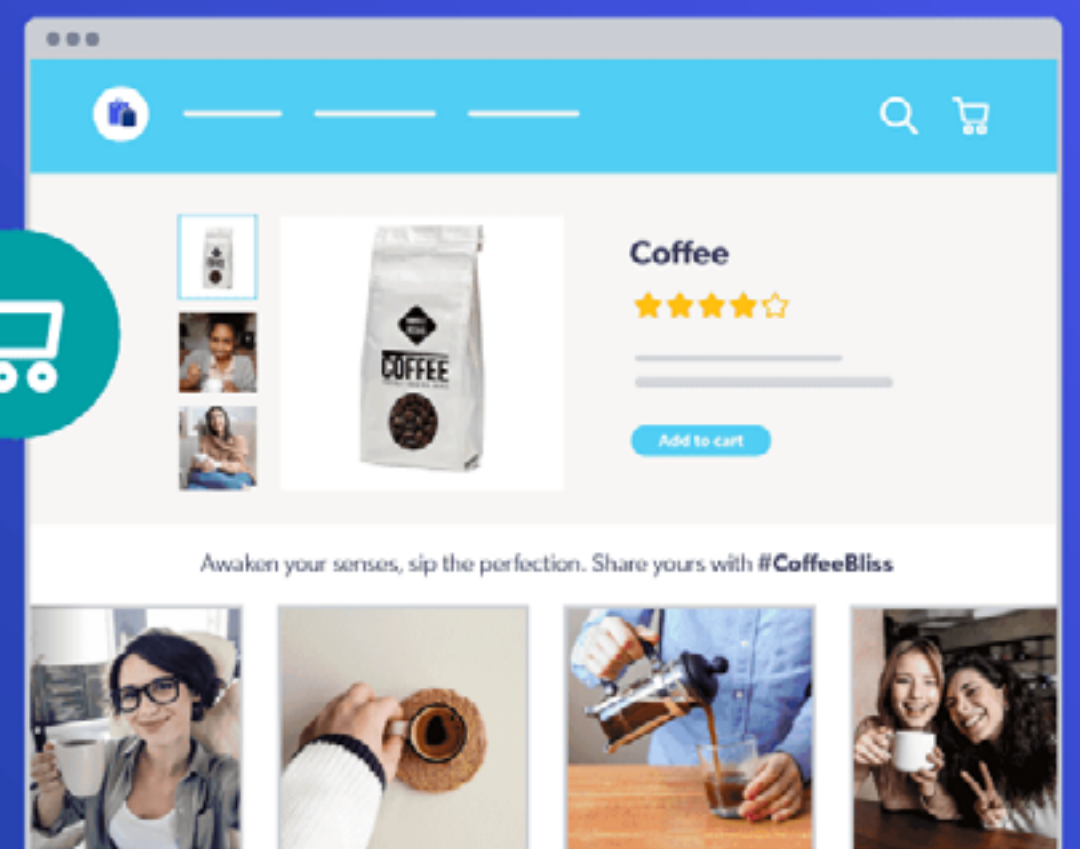 Coffee
COFFEE
Add to cart
Awaken your senses, sip the perfection. Share yours with #CoffeeBliss